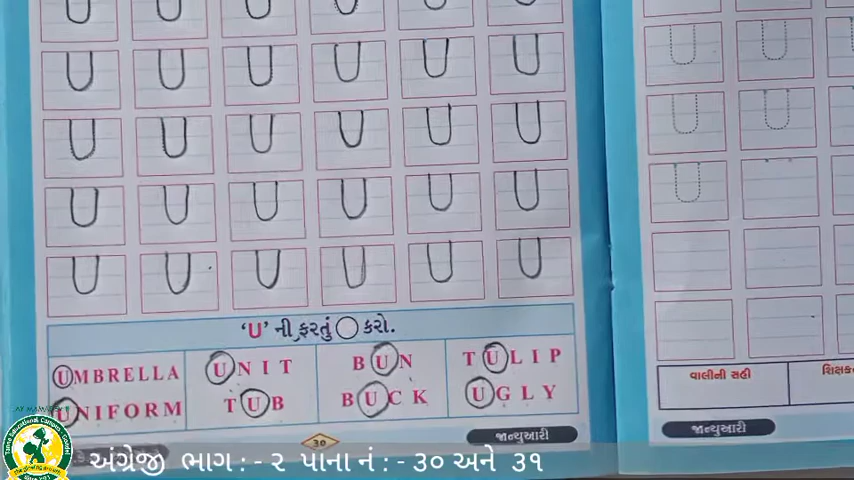 U U U U U U
U U U U U U
U U U U U U
U U U U U U
U U U U U U
'U' ની ફરતું ◯ કરો.
UMBRELLA UNIT BUN TULIP
UNIFORM TUB BUCK UGLY
30
જાન્યુઆરી
U U
U U
U
વાલીની સહી
જાન્યુઆરી
અંગ્રેજી ભાગ : - ૨ પાના નં : - ૩૦ અને ૩૧